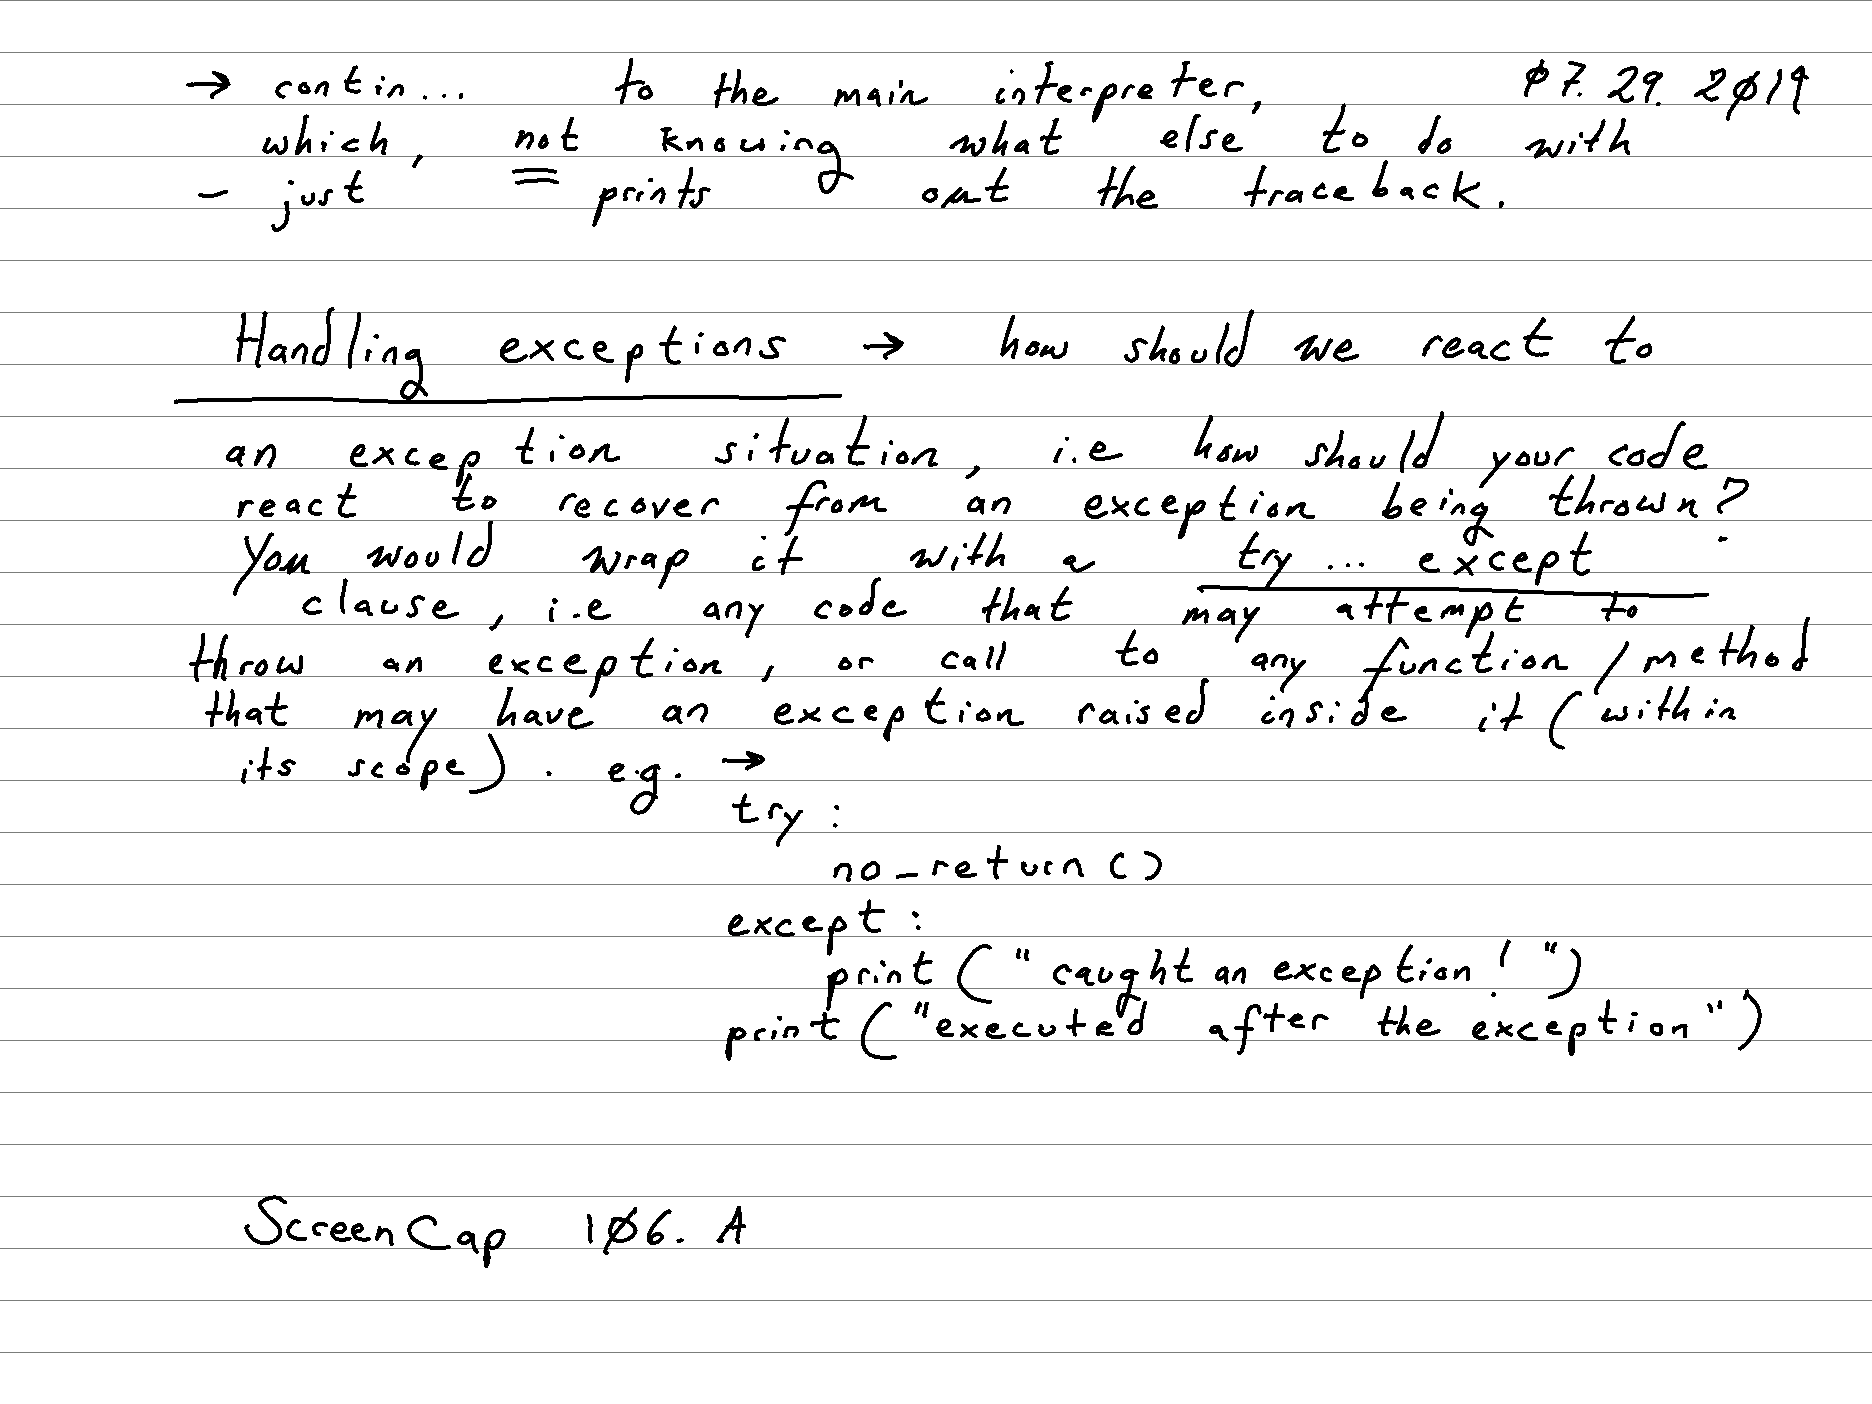 → contin... to the main interpreter, 07.29.2019
which, not knowing what else to do with
- just prints out the traceback.
Handling exceptions → how should we react to
an exception situation, i.e how should your code
react to recover from an exception being thrown?
You would wrap it with a try... except
clause, i.e any code that may attempt to
throw an exception, or call to any function/method
that may have an exception raised inside it (within
its scope). e.g. →
try:
no_return()
except:
print("caught an exception!")
print("executed after the exception")
ScreenCap 106. A